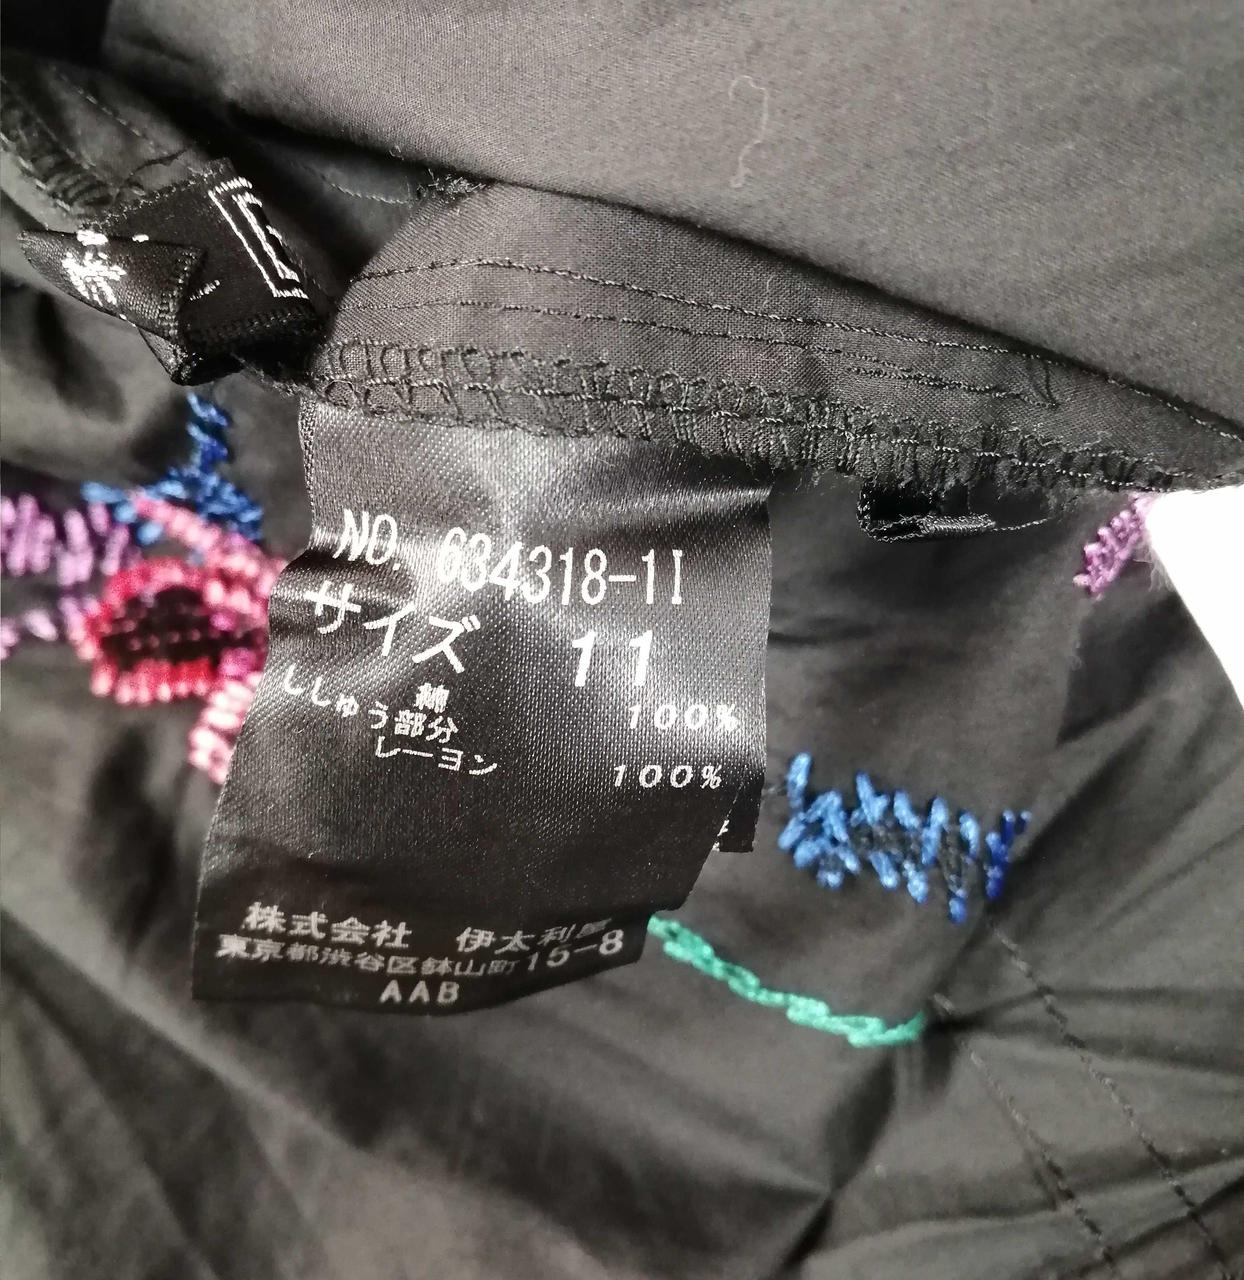 NO. 634318-1I
サイズ 11
綿 100%
ししゅう部分
レーヨン 100%
株式会社 伊太利屋
東京都渋谷区鉢山町15-8
AAB